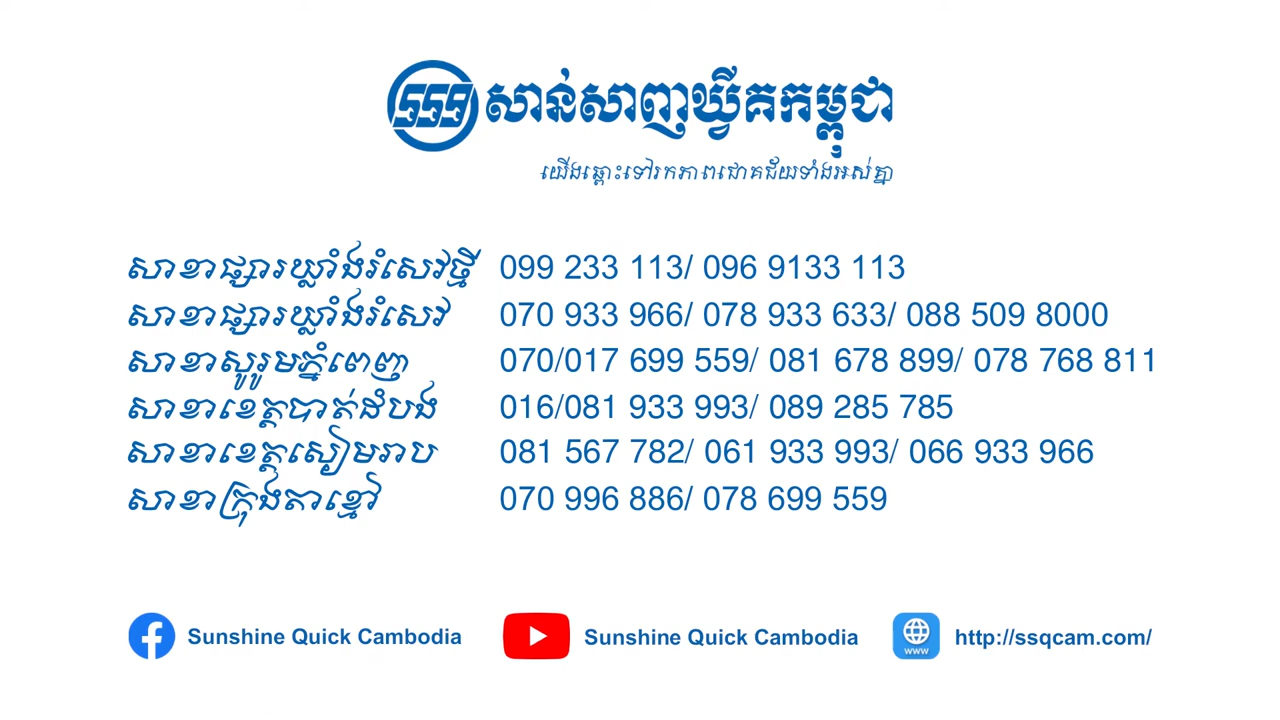 SSQ សាន់សាញឃ្វីគកម្ពុជា
យើងឆ្ពោះទៅរកភាពជោគជ័យទាំងអស់គ្នា
សាខាផ្សារឃ្លាំងរំសេវថ្មី 099 233 113/ 096 9133 113
សាខាផ្សារឃ្លាំងរំសេវ 070 933 966/ 078 933 633/ 088 509 8000
សាខាសូរូមភ្នំពេញ 070/017 699 559/ 081 678 899/ 078 768 811
សាខាខេត្តបាត់ដំបង 016/081 933 993/ 089 285 785
សាខាខេត្តសៀមរាប 081 567 782/ 061 933 993/ 066 933 966
សាខាក្រុងតាខ្មៅ 070 996 886/ 078 699 559
Sunshine Quick Cambodia Sunshine Quick Cambodia www http://ssqcam.com/